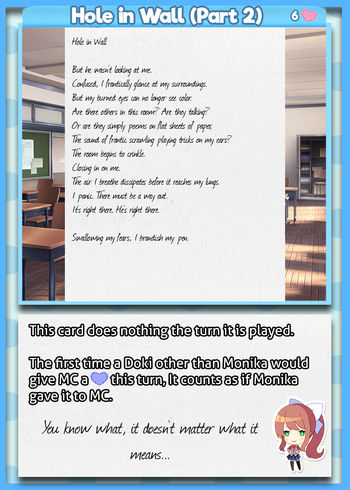 Hole in Wall (Part 2)
6
Hole in Wall
But he wasn't looking at me.
Confused, I frantically glance at my surroundings.
But my burned eyes can no longer see color.
Are there others in this room? Are they talking?
Or are they simply poems on flat sheets of paper,
The sound of frantic scrawling playing tricks on my ears?
The room begins to crinkle.
Closing in on me.
The air I breathe dissipates before it reaches my lungs.
I panic. There must be a way out.
It's right there. He's right there.
Swallowing my fears, I brandish my pen.
This card does nothing the turn it is played.
The first time a Doki other than Monika would
give MC a this turn, It counts as if Monika
gave it to MC.
You know what, it doesn't matter what it
means...